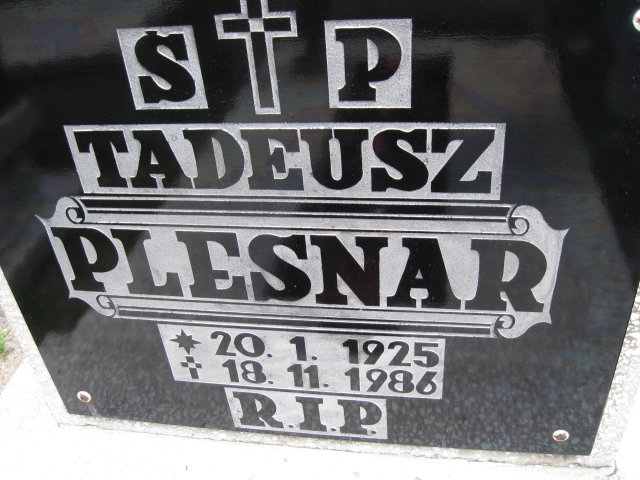 Ś P
TADEUSZ
PLESNAR
20. 1. 1925
18. 11. 1986
R.I.P.